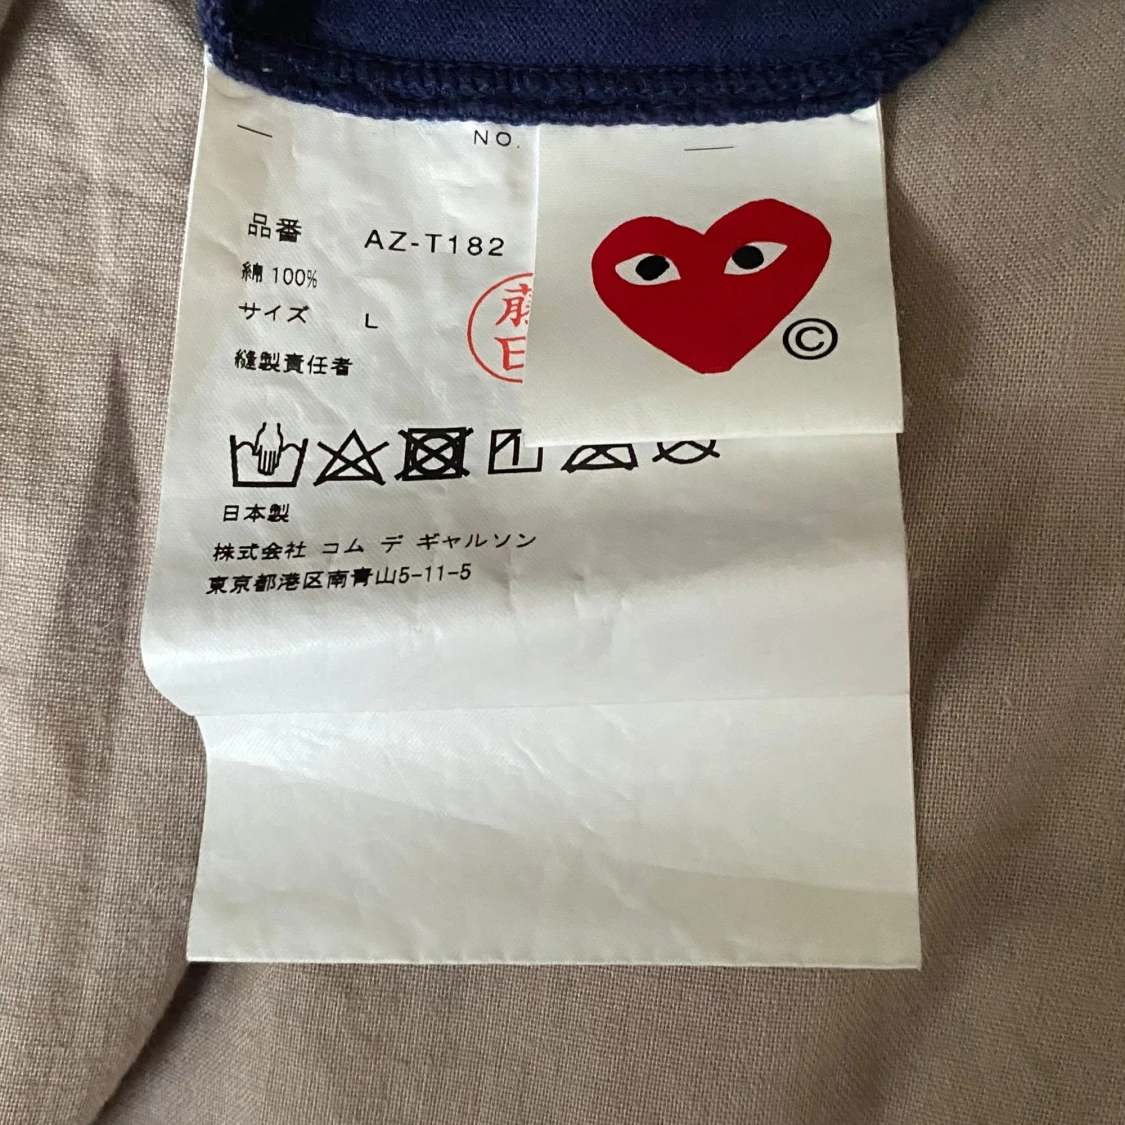 NO.
品番 AZ-T182
綿 100%
サイズ L
縫製責任者
日本製
株式会社 コム デ ギャルソン
東京都港区南青山5-11-5
©